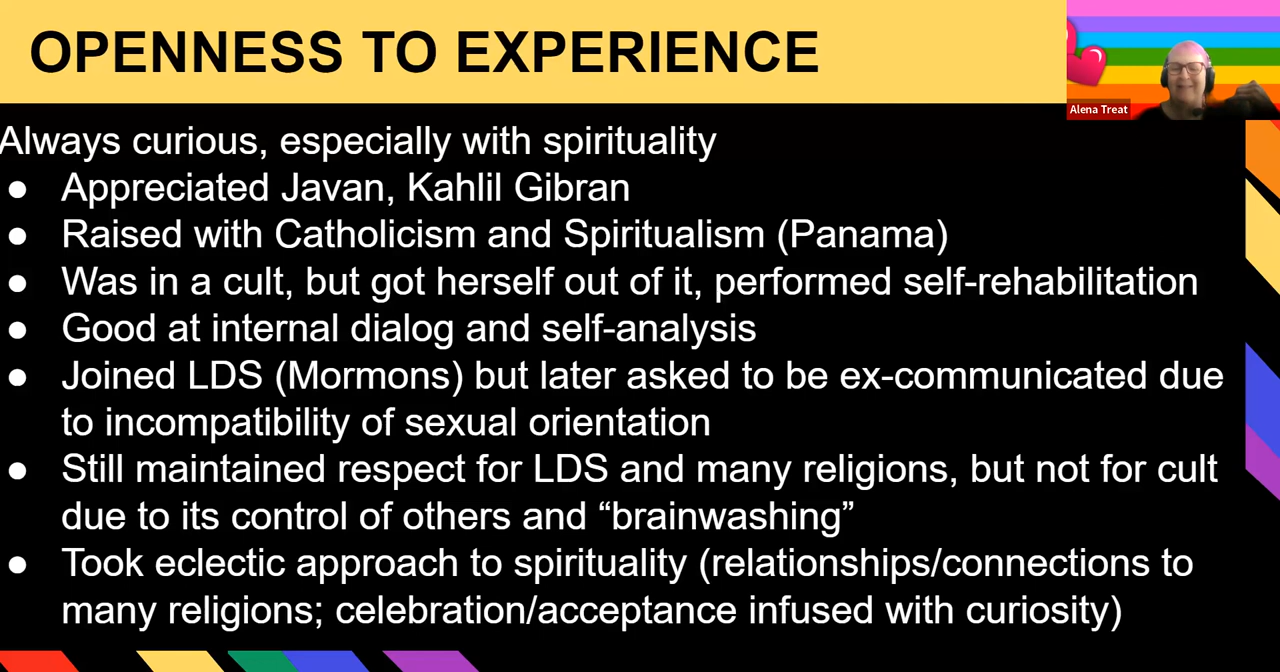 OPENNESS TO EXPERIENCE
Alena Treat
Always curious, especially with spirituality
● Appreciated Javan, Kahlil Gibran
● Raised with Catholicism and Spiritualism (Panama)
● Was in a cult, but got herself out of it, performed self-rehabilitation
● Good at internal dialog and self-analysis
● Joined LDS (Mormons) but later asked to be ex-communicated due
to incompatibility of sexual orientation
● Still maintained respect for LDS and many religions, but not for cult
due to its control of others and “brainwashing”
● Took eclectic approach to spirituality (relationships/connections to
many religions; celebration/acceptance infused with curiosity)